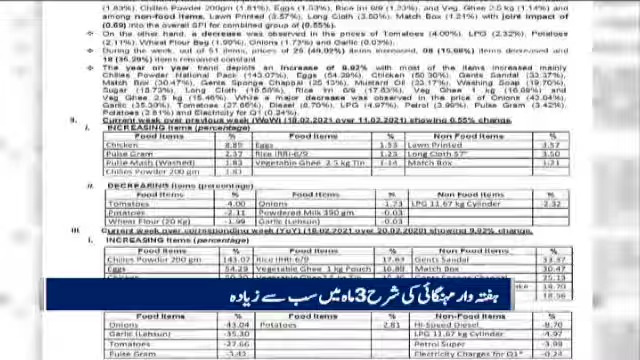 (1.83%), Chilies Powder 200gm (1.81%), Eggs (1.53%), Rice Irri 6/9 (1.23%), and Veg Ghee 2.5 kg (1.14%) and
among non-food items, Lawn Printed (3.57%), Long Cloth (3.50%), Match Box (1.21%) with joint impact of
(0.69) into the overall SPI for combined group of (0.55%).
On the other hand, a decrease was observed in the prices of Tomatoes (4.00%), LPG (2.32%), Potatoes
(2.11%), Wheat Flour Bag (1.99%), Onions (1.73%) and Garlic (0.03%).
During the week, out of 51 items, prices of 25 (49.02%) items increased, 08 (15.68%) items decreased and
18 (35.29%) items remained constant.
The year on year trend depicts an increase of 9.92% with most of the items increased mainly
Chilies Powder National Pack (143.07%), Eggs (54.29%), Chicken (50.30%), Gents Sandal (33.37%)
Match Box (30.47%), Gents Sponge Chappal (25.13%), Mustard Oil (23.17%), Washing Soap (19.70%),
Sugar (18.73%), Long Cloth (18.56%), Rice Irri 6/9 (17.63%), Veg Ghee 1 kg (16.89%) and
Veg Ghee 2.5 kg (15.46%) While a major decrease was observed in the price of Onions (43.04%),
Garlic (35.30%), Tomatoes (27.66%), Diesel (8.70%), LPG (4.97%), Petrol (3.99%), Pulse Gram (3.42%)
Potatoes (2.81%) and Electricity for Q1 (0.24%).
II. Current week over previous week (WoW) (18.02.2021 over 11.02.2021) showing 0.55% change.
i. INCREASING Items (percentage)
Food Items % Food Items % Non Food Items %
Chicken 8.89 Eggs 1.53 Lawn Printed 3.57
Pulse Gram 2.37 Rice IRRI-6/9 1.23 Long Cloth 57" 3.50
Pulse Mash (Washed) 1.83 Vegetable Ghee 2.5 kg Tin 1.14 Match Box 1.21
Chilies Powder 200 gm 1.81
ii. DECREASING Items (percentage)
Food Items % Food Items % Non Food Items %
Tomatoes -4.00 Onions -1.73 LPG 11.67 kg Cylinder -2.32
Potatoes -2.11 Powdered Milk 390 gm -0.03
Wheat Flour (20 Kg) -1.99 Garlic (Lehsun) -0.03
III. Current week over corresponding week (YoY) (18.02.2021 over 20.02.2020) showing 9.92% change.
i. INCREASING Items (percentage)
Food Items % Food Items % Non Food Items %
Chilies Powder 200 gm 143.07 Rice IRRI-6/9 17.63 Gents Sandal 33.37
Eggs 54.29 Vegetable Ghee 1 kg Pouch 16.89 Match Box 30.47
25.13
19.70
18.56
ہفتہ وار مہنگائی کی شرح 3 ماہ میں سب سے زیادہ
Food Items % Food Items % Non-Food Items %
Onions -43.04 Potatoes 2.81 Hi-Speed Diesel -8.70
Garlic (Lehsun) -35.30 LPG 11.67 kg Cylinder -4.97
Tomatoes -27.66 Petrol Super -3.99
Pulse Gram -3.42 Electricity Charges for Q1 -0.24